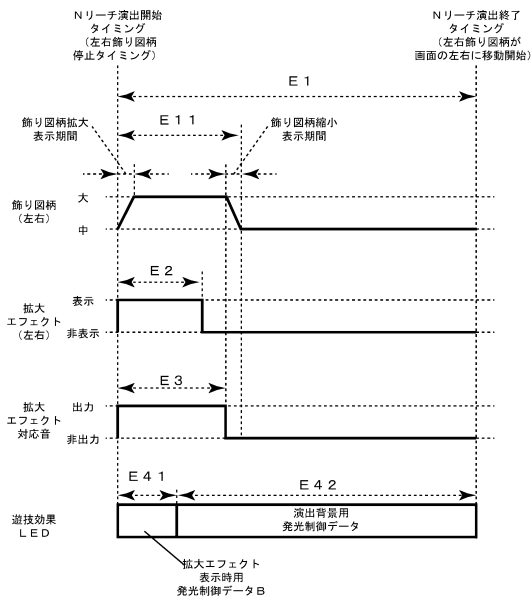 Nリーチ演出開始
タイミング
(左右飾り図柄
停止タイミング)
Nリーチ演出終了
タイミング
(左右飾り図柄が
画面の左右に移動開始)
E1
飾り図柄拡大
表示期間
E11
飾り図柄縮小
表示期間
飾り図柄
(左右)
大
中
E2
拡大
エフェクト
(左右)
表示
非表示
E3
拡大
エフェクト
対応音
出力
非出力
E41
E42
遊技効果
LED
演出背景用
発光制御データ
拡大エフェクト
表示時用
発光制御データB